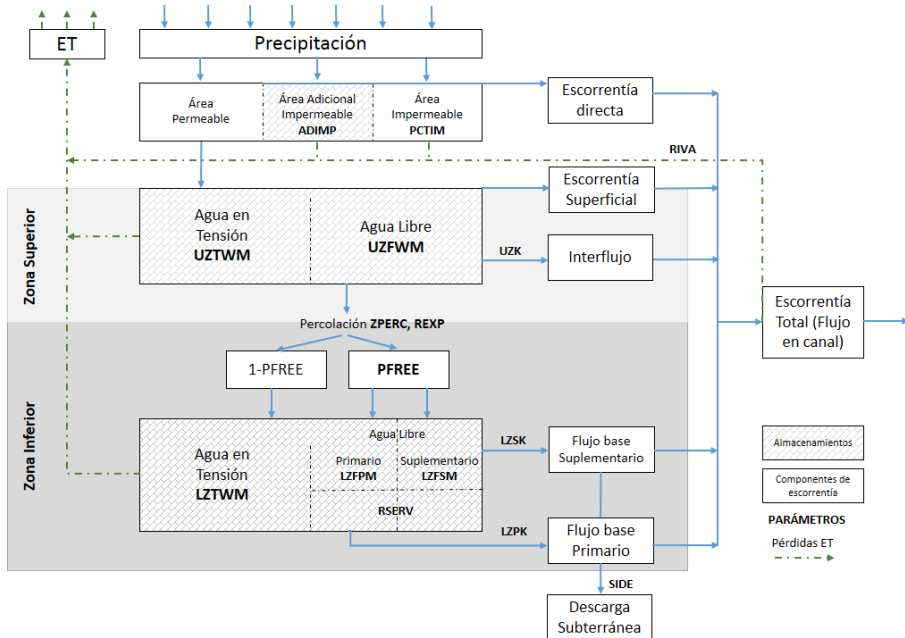 ET
Precipitación
Área
Permeable
Área Adicional
Impermeable
ADIMP
Área
Impermeable
PCTIM
Escorrentía
directa
RIVA
Zona Superior
Agua en
Tensión
UZTWM
Agua Libre
UZFWM
Escorrentía
Superficial
UZK
Interflujo
Escorrentía
Total (Flujo
en canal)
Percolación ZPERC, REXP
1-PFREE
PFREE
Zona Inferior
Agua en
Tensión
LZTWM
Agua Libre
Primario
LZFPM
Suplementario
LZFSM
RSERV
LZSK
Flujo base
Suplementario
LZPK
Flujo base
Primario
SIDE
Descarga
Subterránea
Almacenamientos
Componentes de
escorrentía
PARÁMETROS
Pérdidas ET